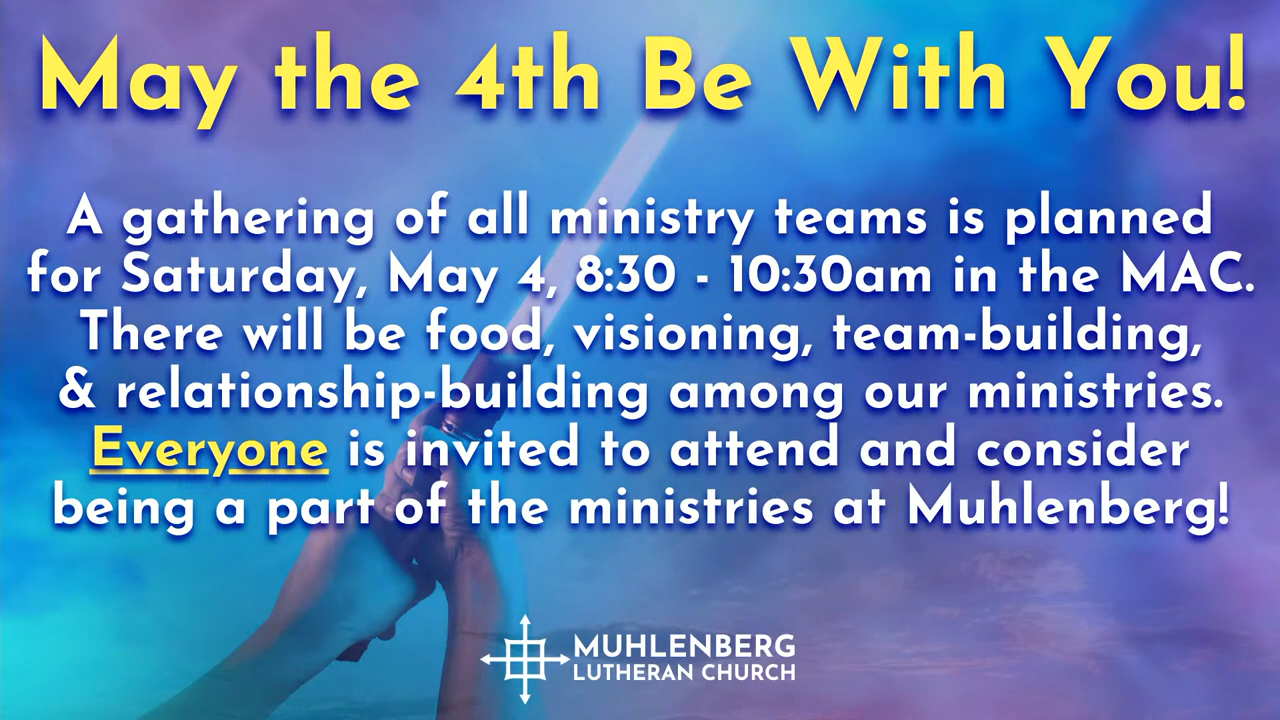 May the 4th Be With You!
A gathering of all ministry teams is planned
for Saturday, May 4, 8:30 - 10:30am in the MAC.
There will be food, visioning, team-building,
& relationship-building among our ministries.
Everyone is invited to attend and consider
being a part of the ministries at Muhlenberg!
MUHLENBERG
LUTHERAN CHURCH